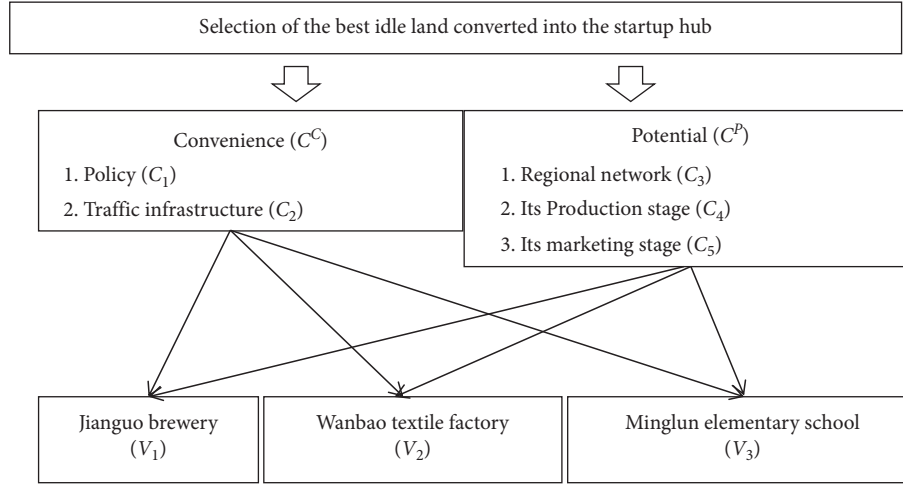 Selection of the best idle land converted into the startup hub
Convenience (C^C)
1. Policy (C₁)
2. Traffic infrastructure (C₂)
Potential (C^P)
1. Regional network (C₃)
2. Its Production stage (C₄)
3. Its marketing stage (C₅)
Jianguo brewery
(V₁)
Wanbao textile factory
(V₂)
Minglun elementary school
(V₃)